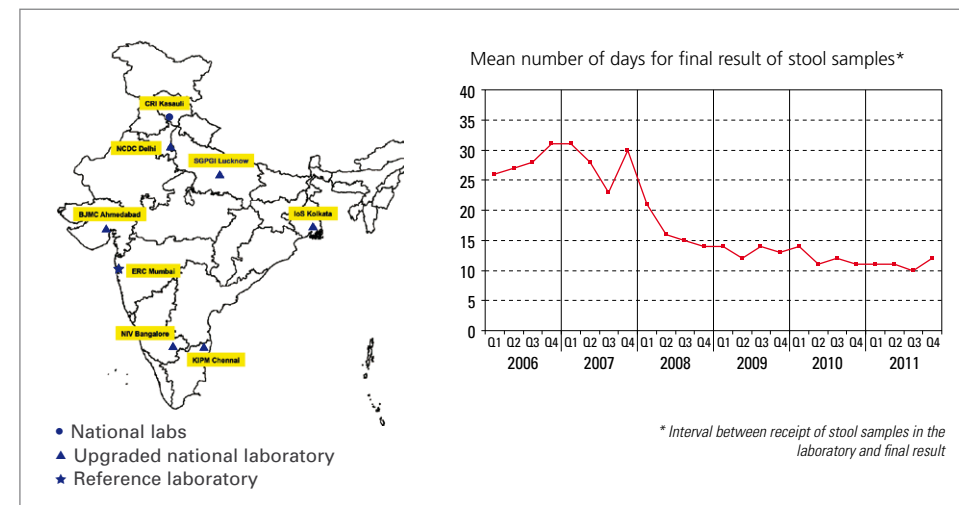 CRI Kasauli
NCDC Delhi
SGPGI Lucknow
BJMC Ahmedabad
IoS Kolkata
ERC Mumbai
NIV Bangalore
KIPM Chennai
• National labs
▲ Upgraded national laboratory
★ Reference laboratory
Mean number of days for final result of stool samples*
40
35
30
25
20
15
10
5
0
Q1 Q2 Q3 Q4 Q1 Q2 Q3 Q4 Q1 Q2 Q3 Q4 Q1 Q2 Q3 Q4 Q1 Q2 Q3 Q4 Q1 Q2 Q3 Q4
2006 2007 2008 2009 2010 2011
* Interval between receipt of stool samples in the
laboratory and final result